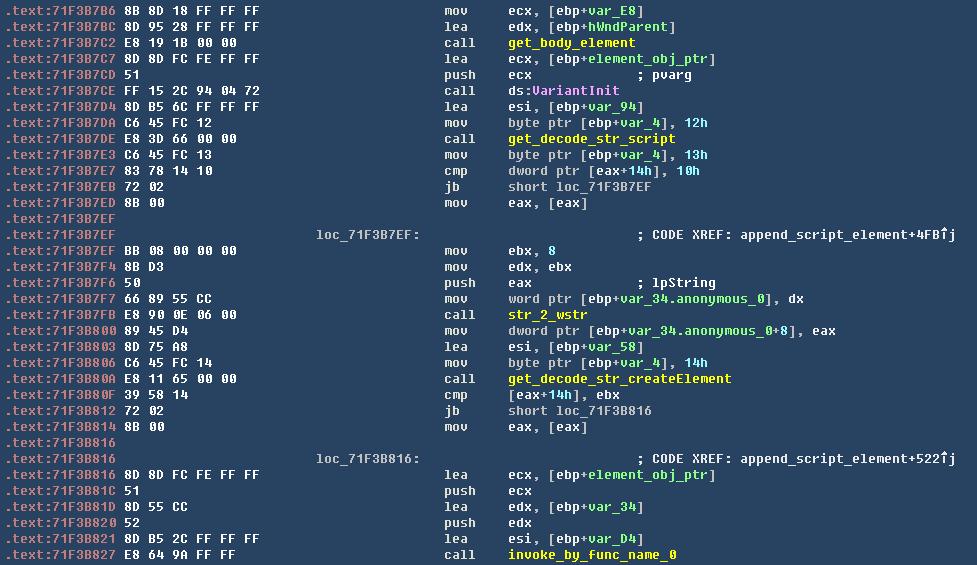 .text:71F3B7B6 8B 8D 18 FF FF FF mov ecx, [ebp+var_E8]
.text:71F3B7BC 8D 95 28 FF FF FF lea edx, [ebp+hWndParent]
.text:71F3B7C2 E8 19 1B 00 00 call get_body_element
.text:71F3B7C7 8D 8D FC FE FF FF lea ecx, [ebp+element_obj_ptr]
.text:71F3B7CD 51 push ecx ; pvarg
.text:71F3B7CE FF 15 2C 94 04 72 call ds:VariantInit
.text:71F3B7D4 8D B5 6C FF FF FF lea esi, [ebp+var_94]
.text:71F3B7DA C6 45 FC 12 mov byte ptr [ebp+var_4], 12h
.text:71F3B7DE E8 3D 66 00 00 call get_decode_str_script
.text:71F3B7E3 C6 45 FC 13 mov byte ptr [ebp+var_4], 13h
.text:71F3B7E7 83 78 14 10 cmp dword ptr [eax+14h], 10h
.text:71F3B7EB 72 02 jb short loc_71F3B7EF
.text:71F3B7ED 8B 00 mov eax, [eax]
.text:71F3B7EF
.text:71F3B7EF loc_71F3B7EF: ; CODE XREF: append_script_element+4FB↑j
.text:71F3B7EF BB 08 00 00 00 mov ebx, 8
.text:71F3B7F4 8B D3 mov edx, ebx
.text:71F3B7F6 50 push eax ; lpString
.text:71F3B7F7 66 89 55 CC mov word ptr [ebp+var_34.anonymous_0], dx
.text:71F3B7FB E8 90 0E 06 00 call str_2_wstr
.text:71F3B800 89 45 D4 mov dword ptr [ebp+var_34.anonymous_0+8], eax
.text:71F3B803 8D 75 A8 lea esi, [ebp+var_58]
.text:71F3B806 C6 45 FC 14 mov byte ptr [ebp+var_4], 14h
.text:71F3B80A E8 11 65 00 00 call get_decode_str_createElement
.text:71F3B80F 39 58 14 cmp [eax+14h], ebx
.text:71F3B812 72 02 jb short loc_71F3B816
.text:71F3B814 8B 00 mov eax, [eax]
.text:71F3B816
.text:71F3B816 loc_71F3B816: ; CODE XREF: append_script_element+522↑j
.text:71F3B816 8D 8D FC FE FF FF lea ecx, [ebp+element_obj_ptr]
.text:71F3B81C 51 push ecx
.text:71F3B81D 8D 55 CC lea edx, [ebp+var_34]
.text:71F3B820 52 push edx
.text:71F3B821 8D B5 2C FF FF FF lea esi, [ebp+var_D4]
.text:71F3B827 E8 64 9A FF FF call invoke_by_func_name_0